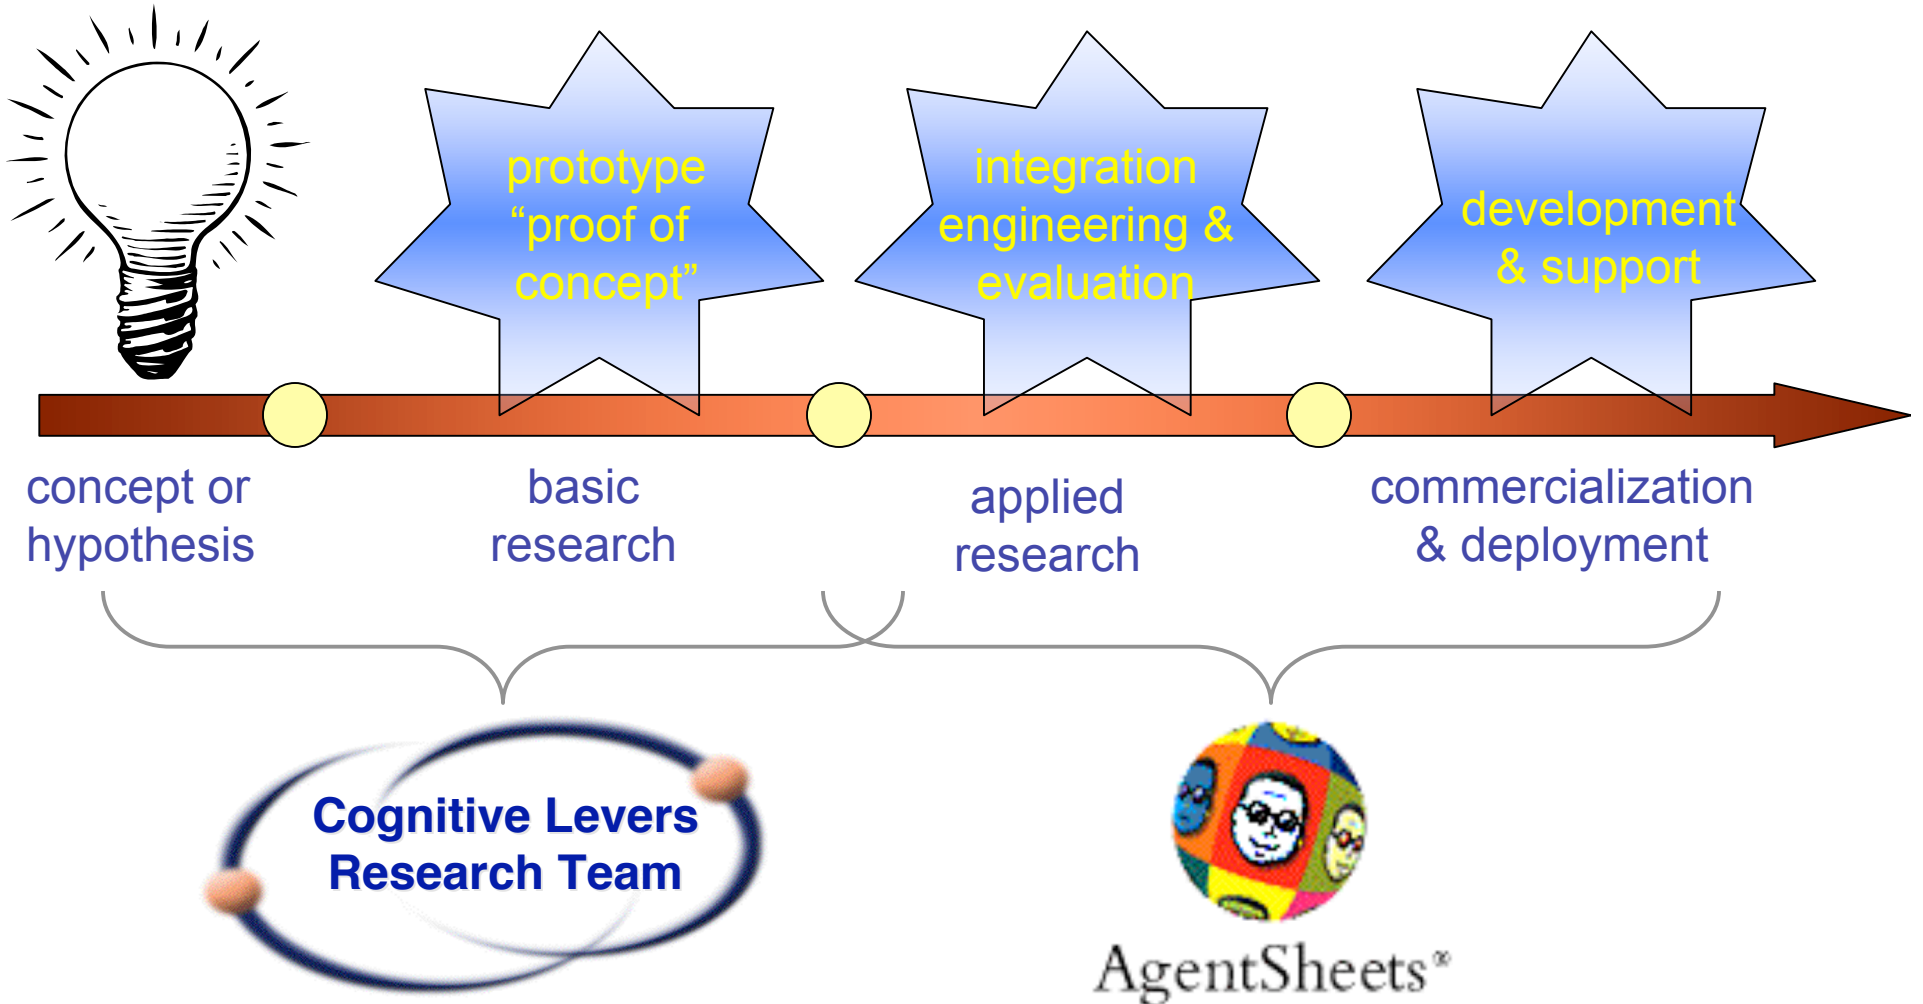 prototype
“proof of
concept”
integration
engineering &
evaluation
development
& support
concept or
hypothesis
basic
research
applied
research
commercialization
& deployment
Cognitive Levers
Research Team
AgentSheets®